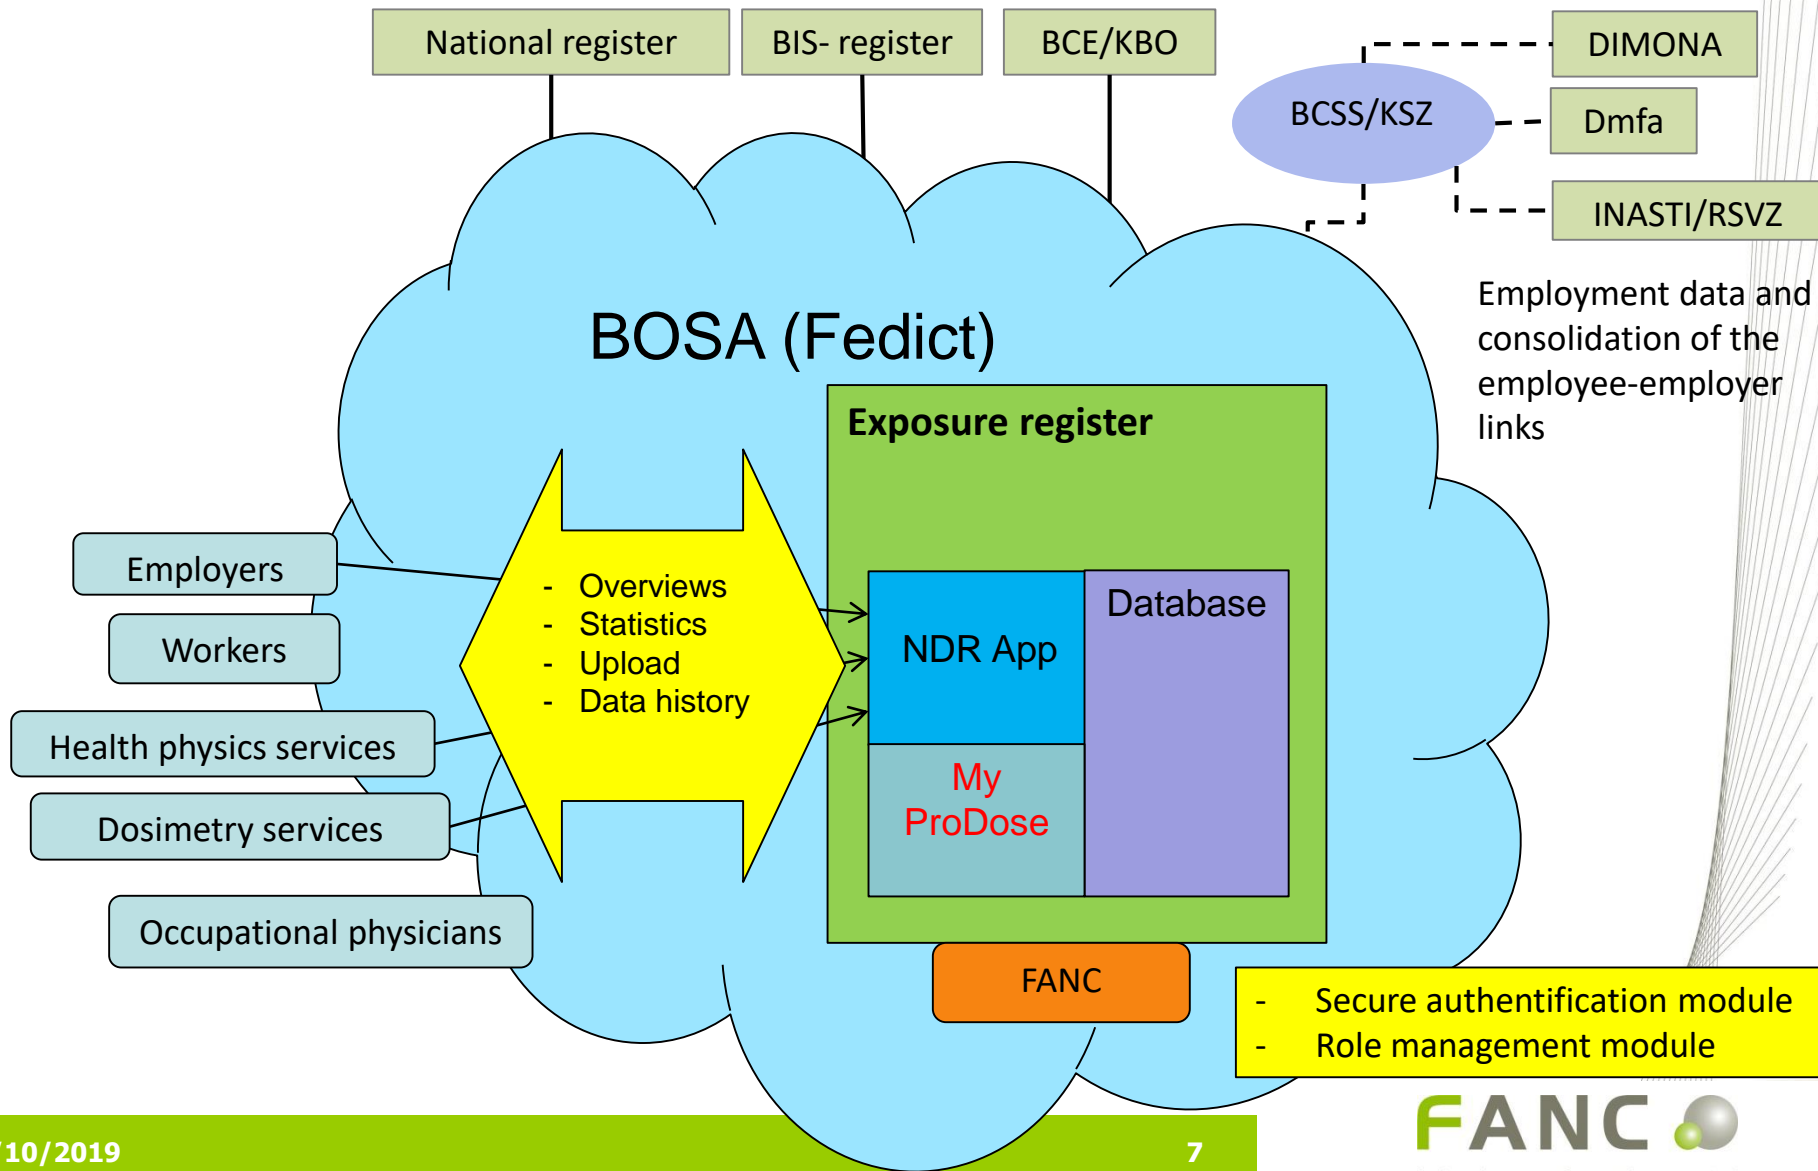 National register
BIS- register
BCE/KBO
DIMONA
BCSS/KSZ
Dmfa
INASTI/RSVZ
Employment data and
consolidation of the
employee-employer
links
BOSA (Fedict)
Exposure register
Employers
Workers
Health physics services
Dosimetry services
Occupational physicians
- Overviews
- Statistics
- Upload
- Data history
NDR App
Database
My
ProDose
FANC
- Secure authentification module
- Role management module
/10/2019
7
FANC